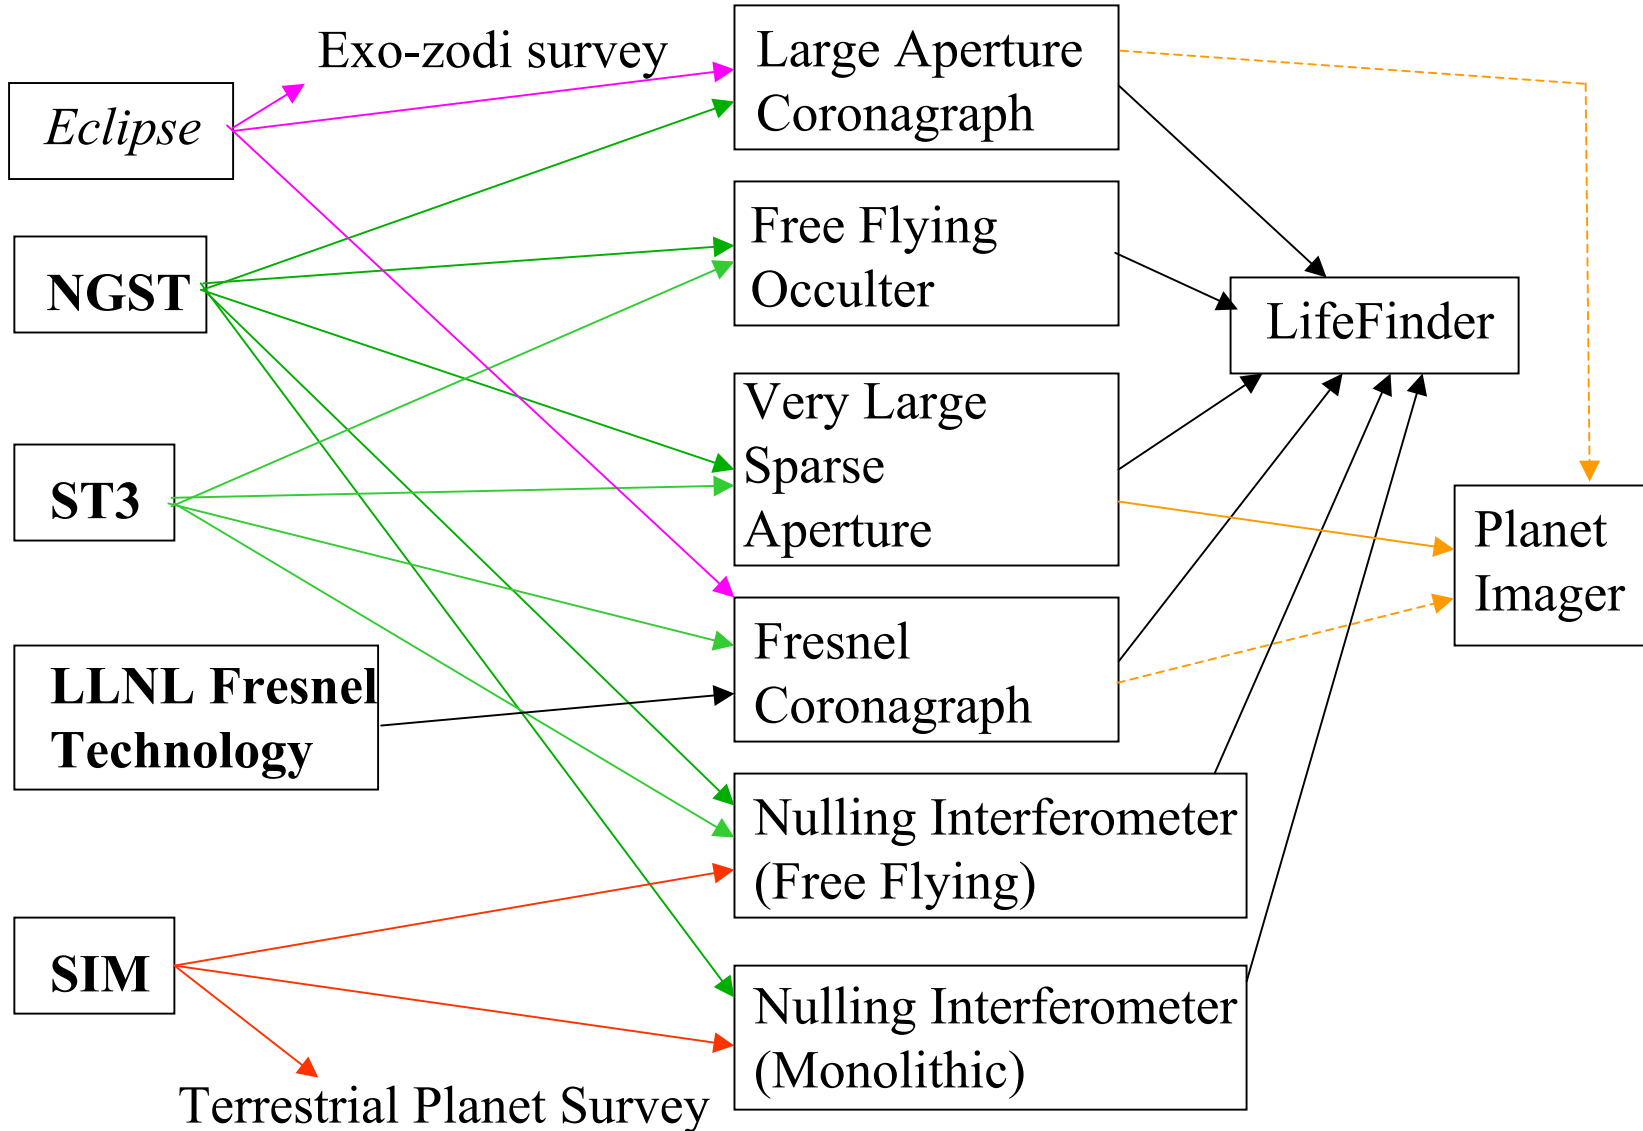 Exo-zodi survey
Eclipse
NGST
ST3
LLNL Fresnel
Technology
SIM
Terrestrial Planet Survey
Large Aperture
Coronagraph
Free Flying
Occulter
Very Large
Sparse
Aperture
Fresnel
Coronagraph
Nulling Interferometer
(Free Flying)
Nulling Interferometer
(Monolithic)
LifeFinder
Planet
Imager